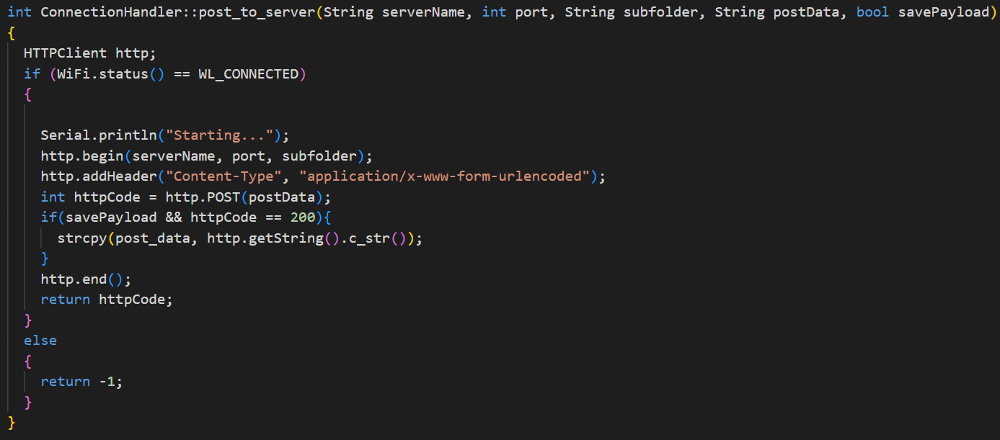 int ConnectionHandler::post_to_server(String serverName, int port, String subfolder, String postData, bool savePayload)
{
  HTTPClient http;
  if (WiFi.status() == WL_CONNECTED)
  {

    Serial.println("Starting...");
    http.begin(serverName, port, subfolder);
    http.addHeader("Content-Type", "application/x-www-form-urlencoded");
    int httpCode = http.POST(postData);
    if(savePayload && httpCode == 200){
      strcpy(post_data, http.getString().c_str());
    }
    http.end();
    return httpCode;
  }
  else
  {
    return -1;
  }
}